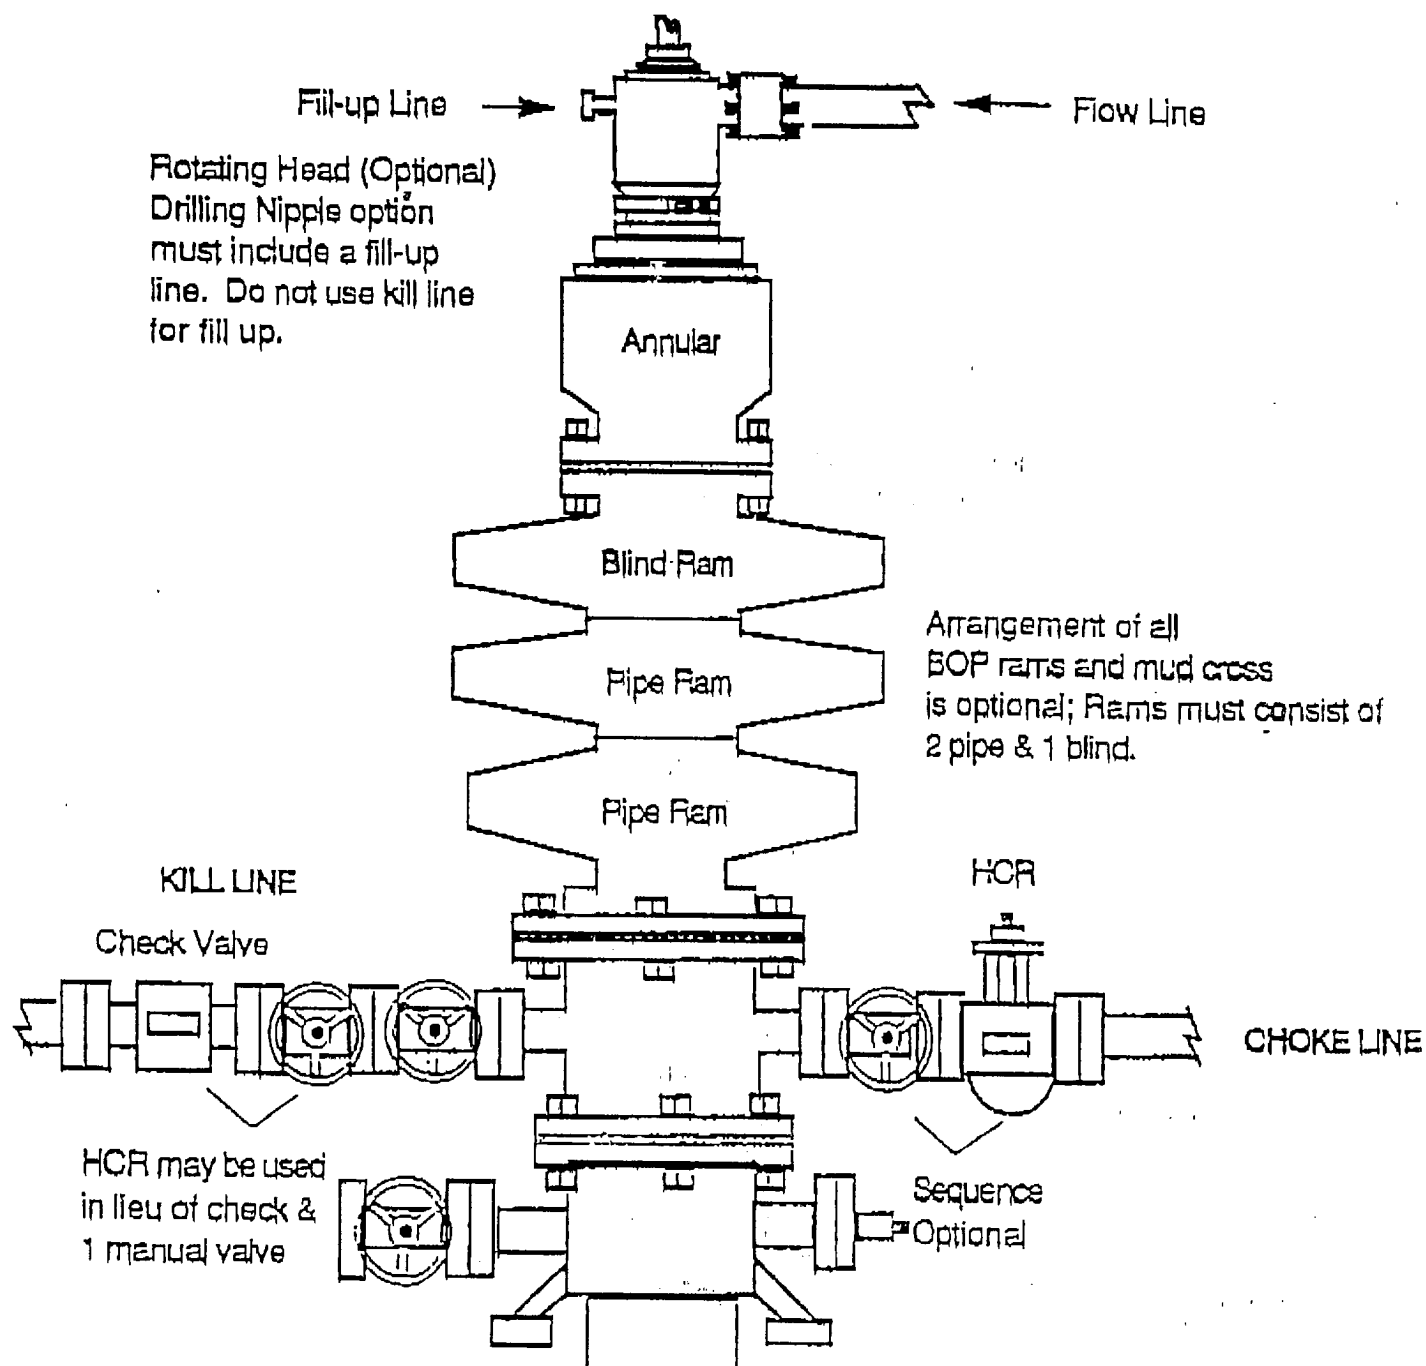 Fill-up Line
Flow Line
Rotating Head (Optional)
Drilling Nipple option
must include a fill-up
line. Do not use kill line
for fill up.
Annular
Blind Ram
Arrangement of all
BOP rams and mud cross
is optional; Rams must consist of
2 pipe & 1 blind.
Pipe Ram
Pipe Ram
KILL LINE
HCR
Check Valve
CHOKE LINE
HCR may be used
in lieu of check &
1 manual valve
Sequence
Optional